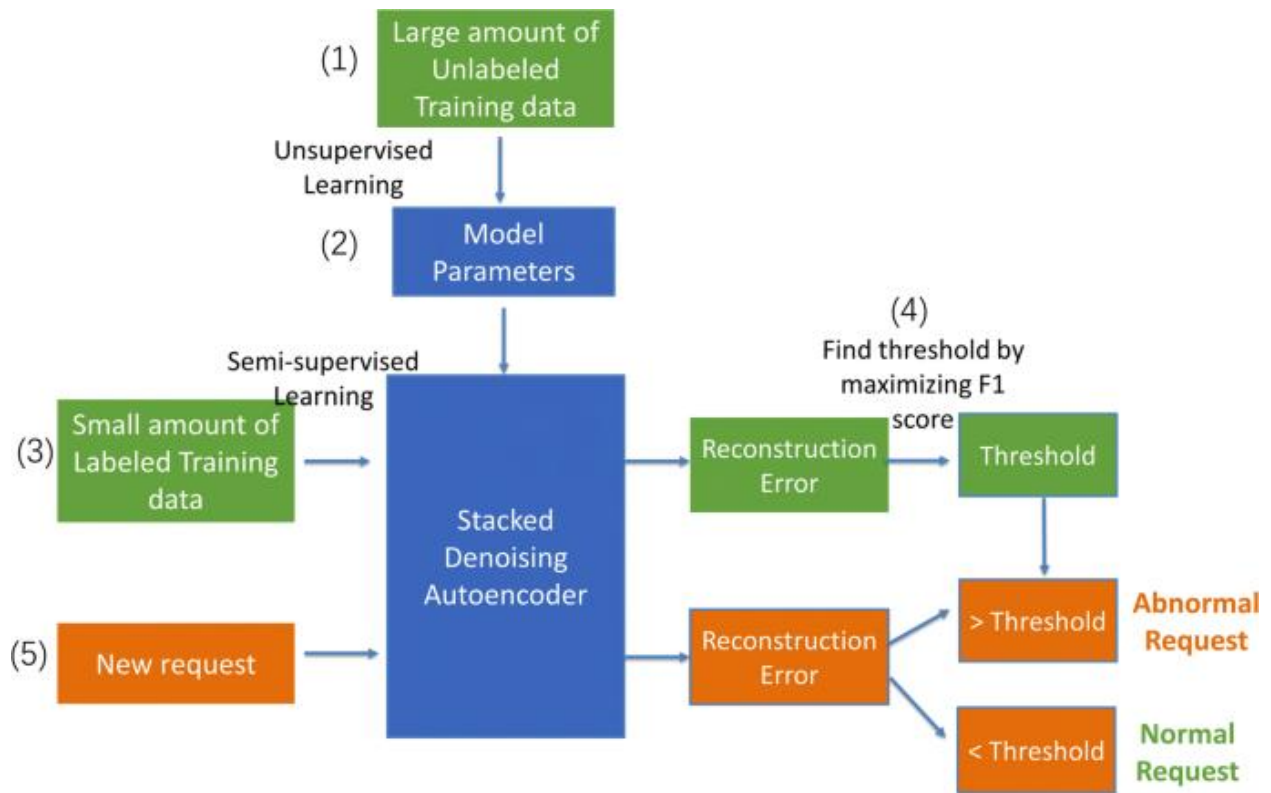 (1)
Large amount of
Unlabeled
Training data
Unsupervised
Learning
(2)
Model
Parameters
(4)
Find threshold by
maximizing F1
score
Semi-supervised
Learning
(3)
Small amount of
Labeled Training
data
Stacked
Denoising
Autoencoder
Reconstruction
Error
Threshold
(5)
New request
Reconstruction
Error
> Threshold
Abnormal
Request
< Threshold
Normal
Request